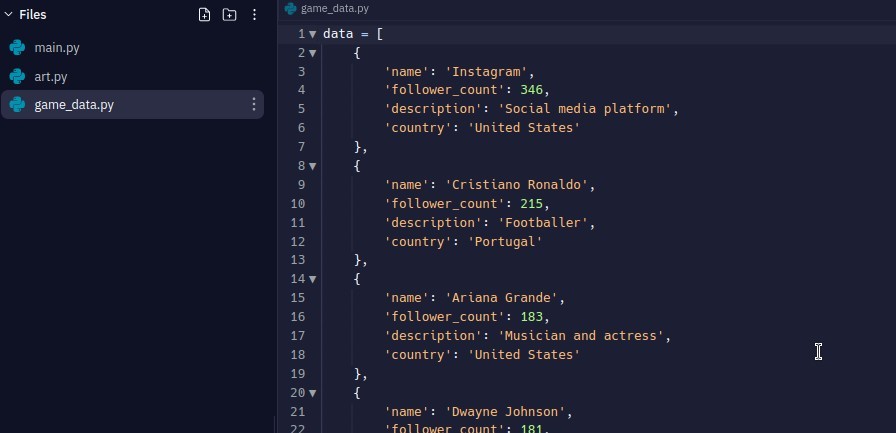 Files
main.py
art.py
game_data.py
game_data.py
1 data = [
2 {
3 'name': 'Instagram',
4 'follower_count': 346,
5 'description': 'Social media platform',
6 'country': 'United States'
7 },
8 {
9 'name': 'Cristiano Ronaldo',
10 'follower_count': 215,
11 'description': 'Footballer',
12 'country': 'Portugal'
13 },
14 {
15 'name': 'Ariana Grande',
16 'follower_count': 183,
17 'description': 'Musician and actress',
18 'country': 'United States'
19 },
20 {
21 'name': 'Dwayne Johnson',
22 'follower_count': 181,